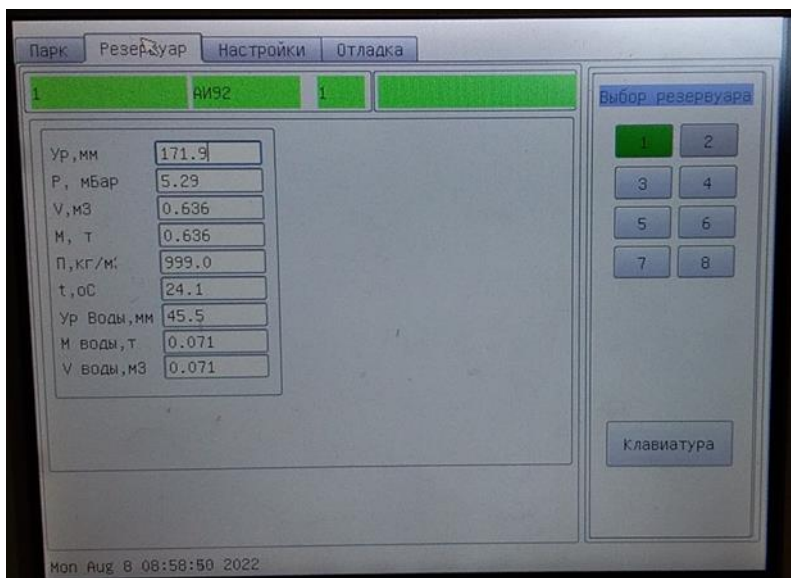 Парк Резервуар Настройки Отладка
1 АИ92 1
Выбор резервуара
1 2
3 4
5 6
7 8
Ур,мм 171.9
P, мБар 5.29
V,м3 0.636
М, т 0.636
П,кг/м 999.0
t,оС 24.1
Ур Воды,мм 45.5
М воды,т 0.071
V воды,м3 0.071
Клавиатура
Mon Aug 8 08:58:50 2022